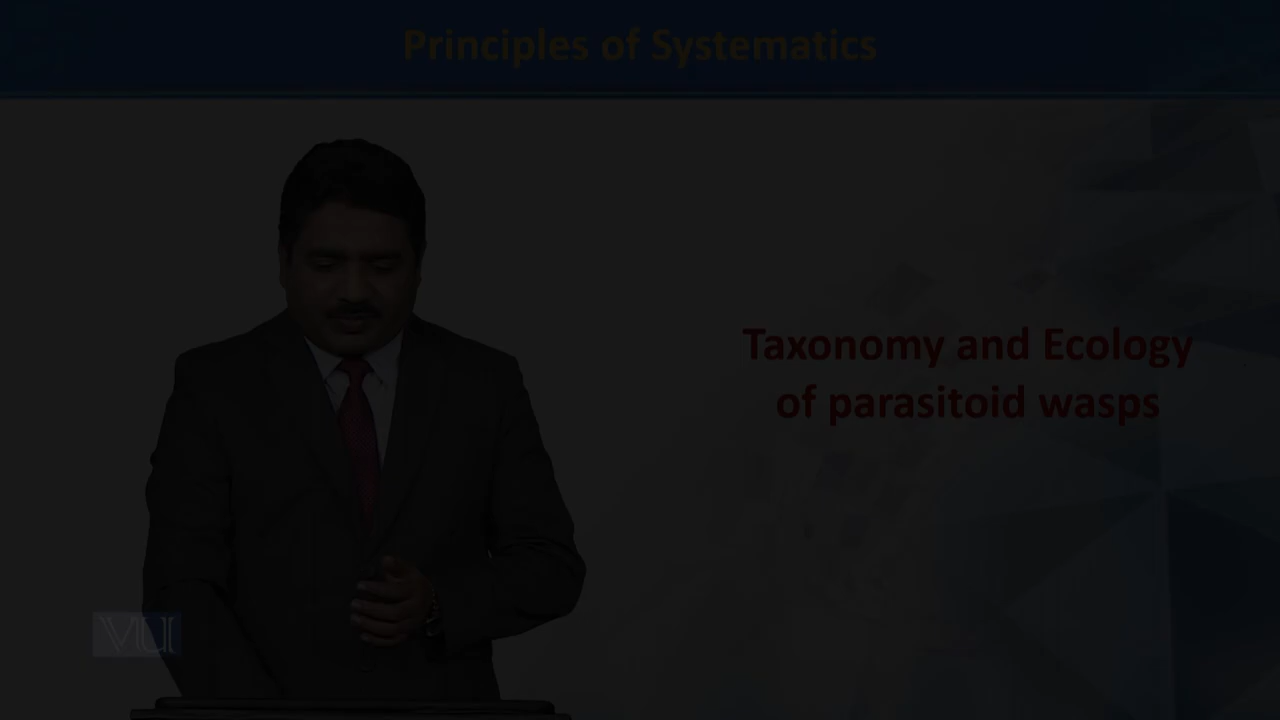 Principles of Systematics
Taxonomy and Ecology
of parasitoid wasps
VU